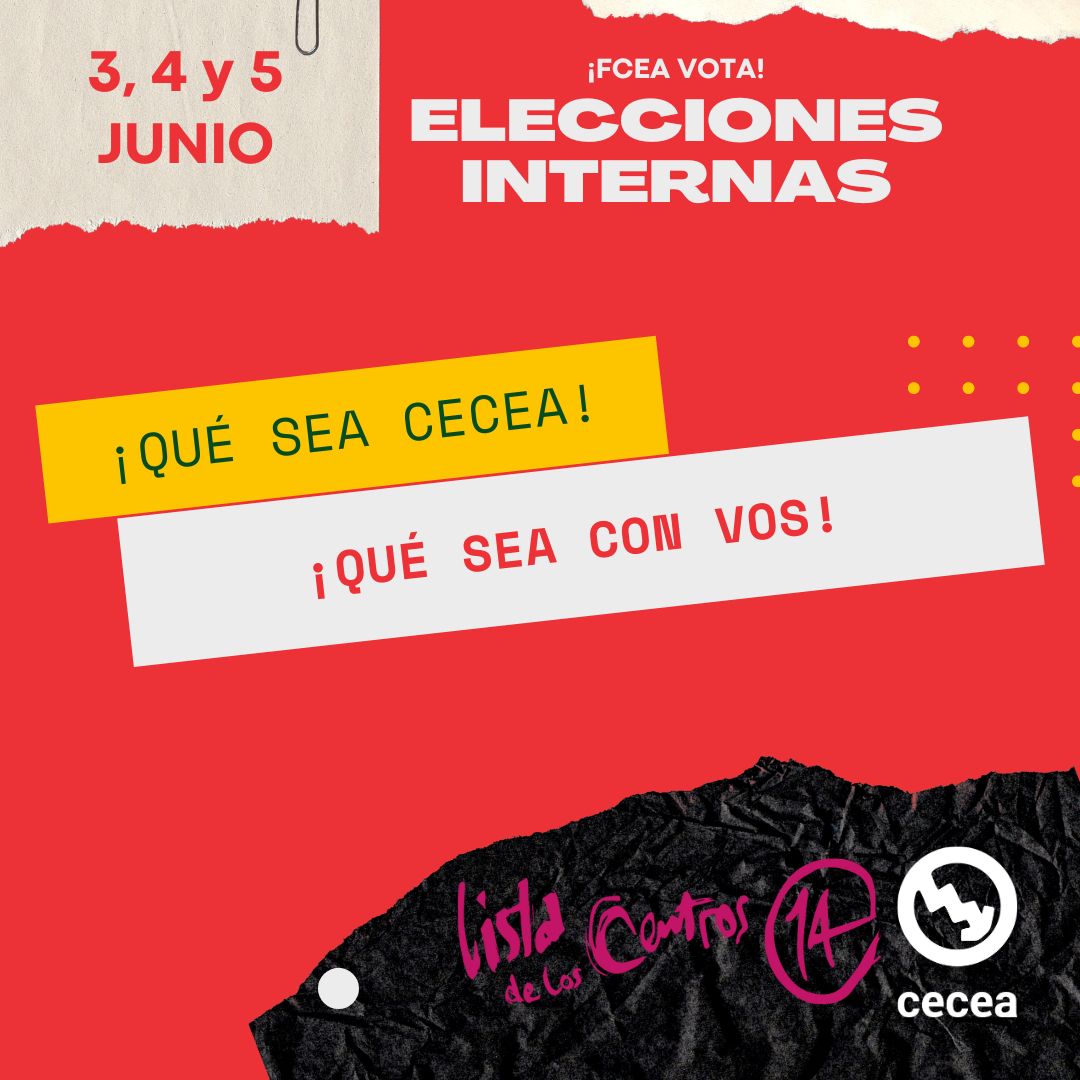 3, 4 y 5
JUNIO
¡FCEA VOTA!
ELECCIONES
INTERNAS
¡QUÉ SEA CECEA!
¡QUÉ SEA CON VOS!
Lista
de los
Centros
14
cecea